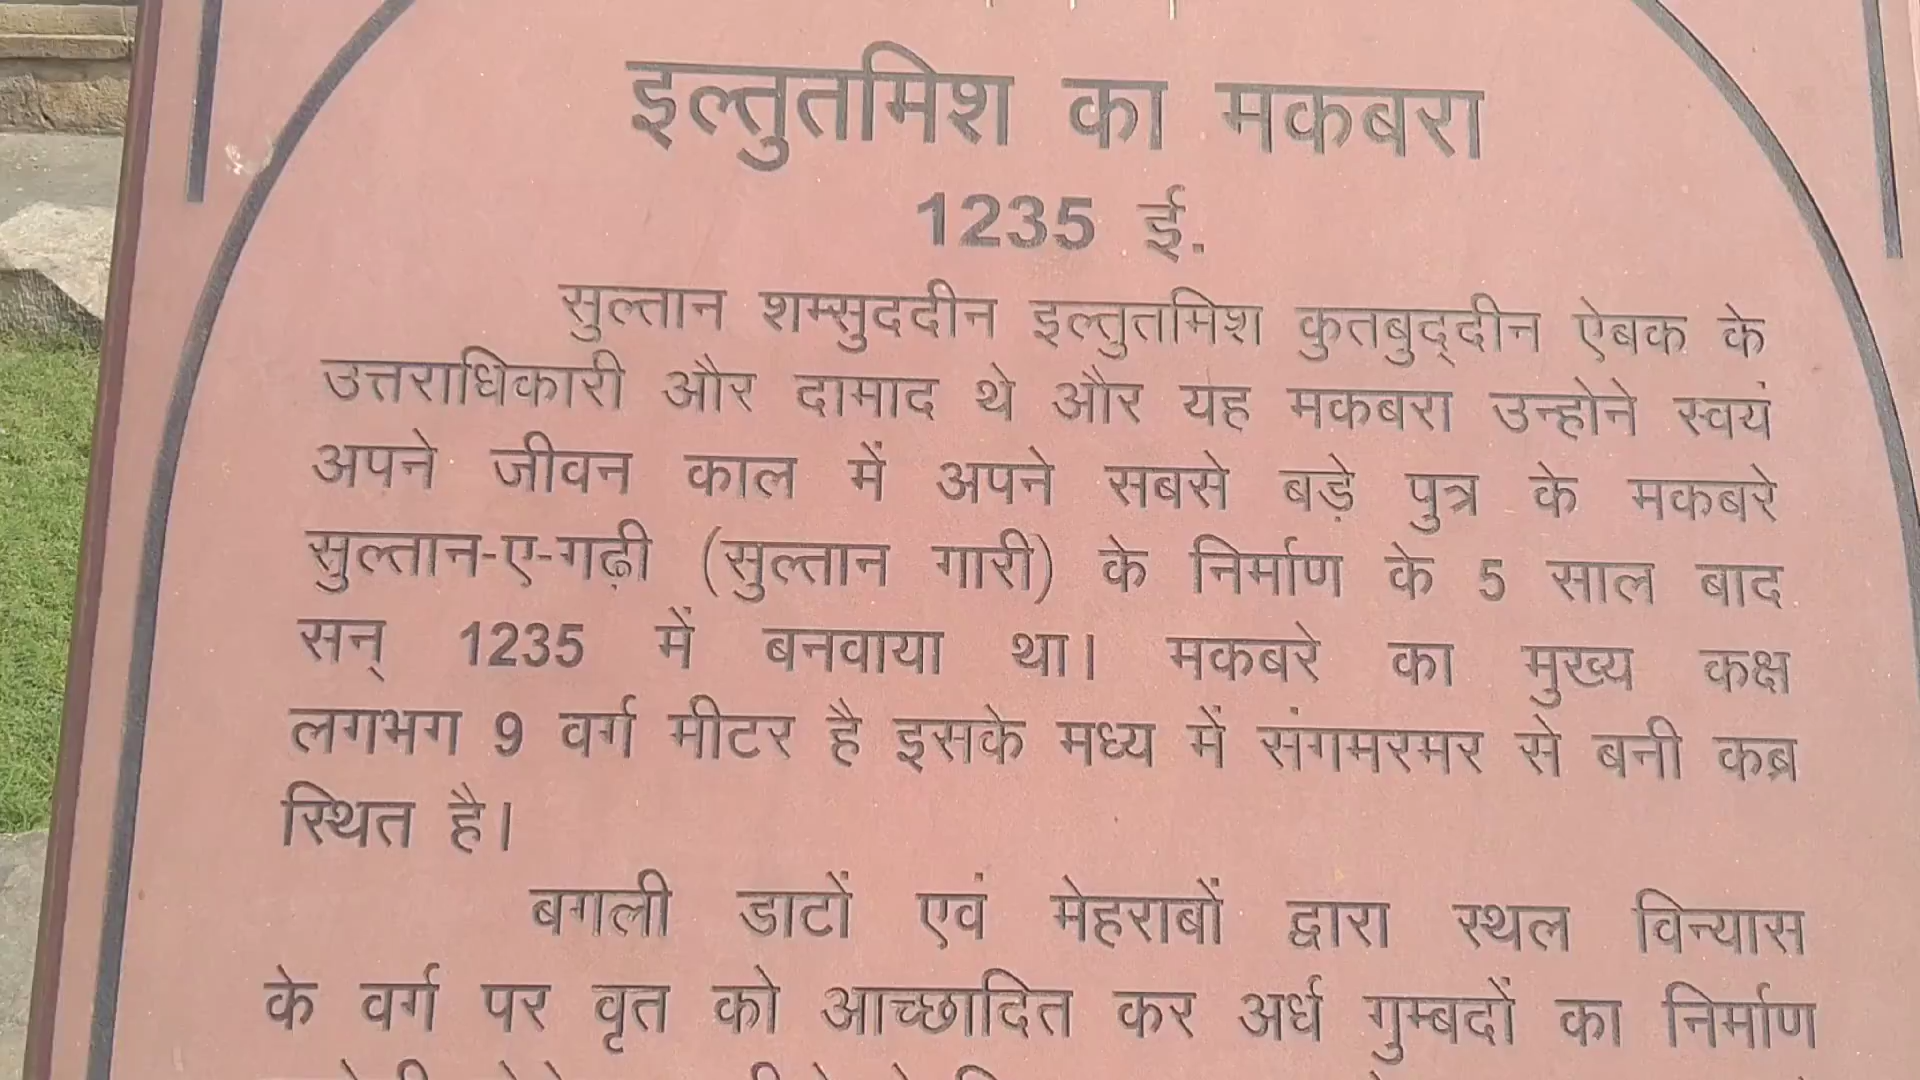 इल्तुतमिश का मकबरा
1235 ई.
सुल्तान शम्सुददीन इल्तुतमिश कुतबुद्दीन ऐबक के
उत्तराधिकारी और दामाद थे और यह मकबरा उन्होने स्वयं
अपने जीवन काल में अपने सबसे बड़े पुत्र के मकबरे
सुल्तान-ए-गढ़ी (सुल्तान गारी) के निर्माण के 5 साल बाद
सन् 1235 में बनवाया था। मकबरे का मुख्य कक्ष
लगभग 9 वर्ग मीटर है इसके मध्य में संगमरमर से बनी कब्र
स्थित है।
बगली डाटों एवं मेहराबों द्वारा स्थल विन्यास
के वर्ग पर वृत को आच्छादित कर अर्ध गुम्बदों का निर्माण